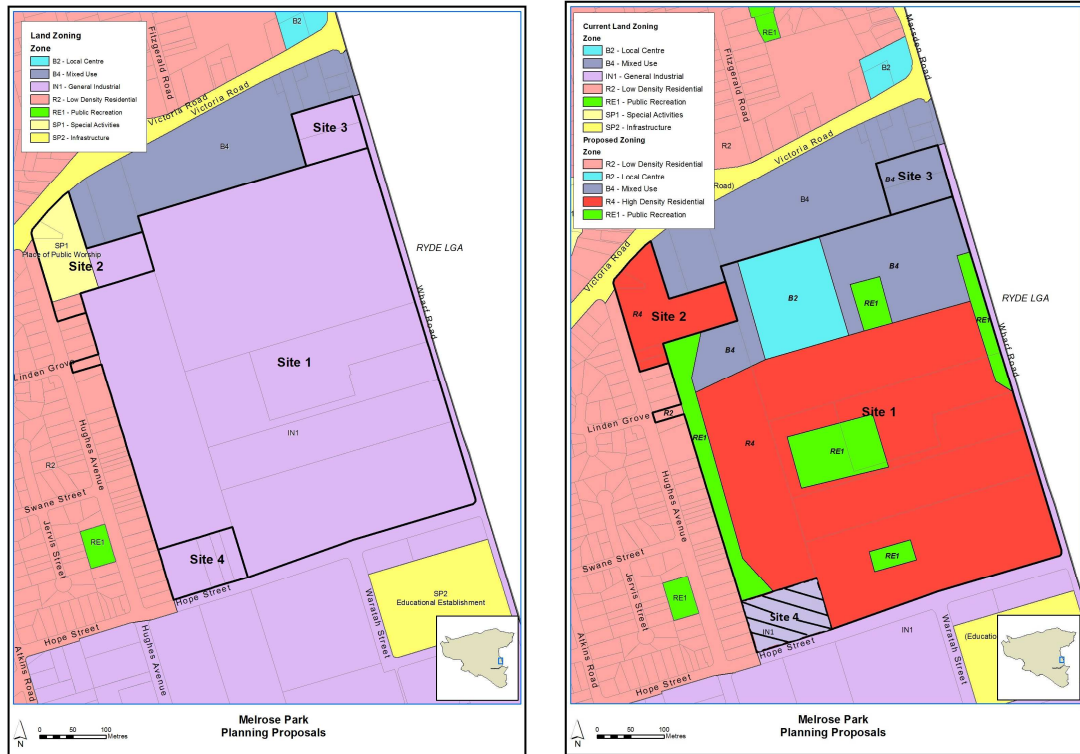 Land Zoning
Zone
B2 - Local Centre
B4 - Mixed Use
IN1 - General Industrial
R2 - Low Density Residential
RE1 - Public Recreation
SP1 - Special Activities
SP2 - Infrastructure
Fitzgerald Road
B2
Victoria Road
Victoria Road
Site 3
B4
SP1
Place of Public Worship
Site 2
RYDE LGA
Wharf Road
Linden Grove
Site 1
Hughes Avenue
IN1
R2
Swane Street
Jervis Street
RE1
Site 4
Hope Street
SP2
Educational Establishment
Waratah Street
Hope Street
Hughes Avenue
Atkins Road
N
0 50 100
Metres
Melrose Park
Planning Proposals
Current Land Zoning
Zone
B2 - Local Centre
B4 - Mixed Use
IN1 - General Industrial
R2 - Low Density Residential
RE1 - Public Recreation
SP1 - Special Activities
SP2 - Infrastructure
Proposed Zoning
Zone
R2 - Low Density Residential
B2 - Local Centre
B4 - Mixed Use
R4 - High Density Residential
RE1 - Public Recreation
RE1
Marsden Road
Fitzgerald Road
B2
R2
Victoria Road
Road)
B4
Site 3
B4
Victoria Road
R4
Site 2
B2
B4
RE1
RE1
RYDE LGA
Wharf Road
B4
Linden Grove
R2
RE1
R4
Site 1
RE1
Hughes Avenue
Swane Street
Jervis Street
RE1
RE1
Site 4
IN1
Hope Street
IN1
Waratah Street
(Educatio
Hope Street
Atkins Road
N
0 50 100
Metres
Melrose Park
Planning Proposals